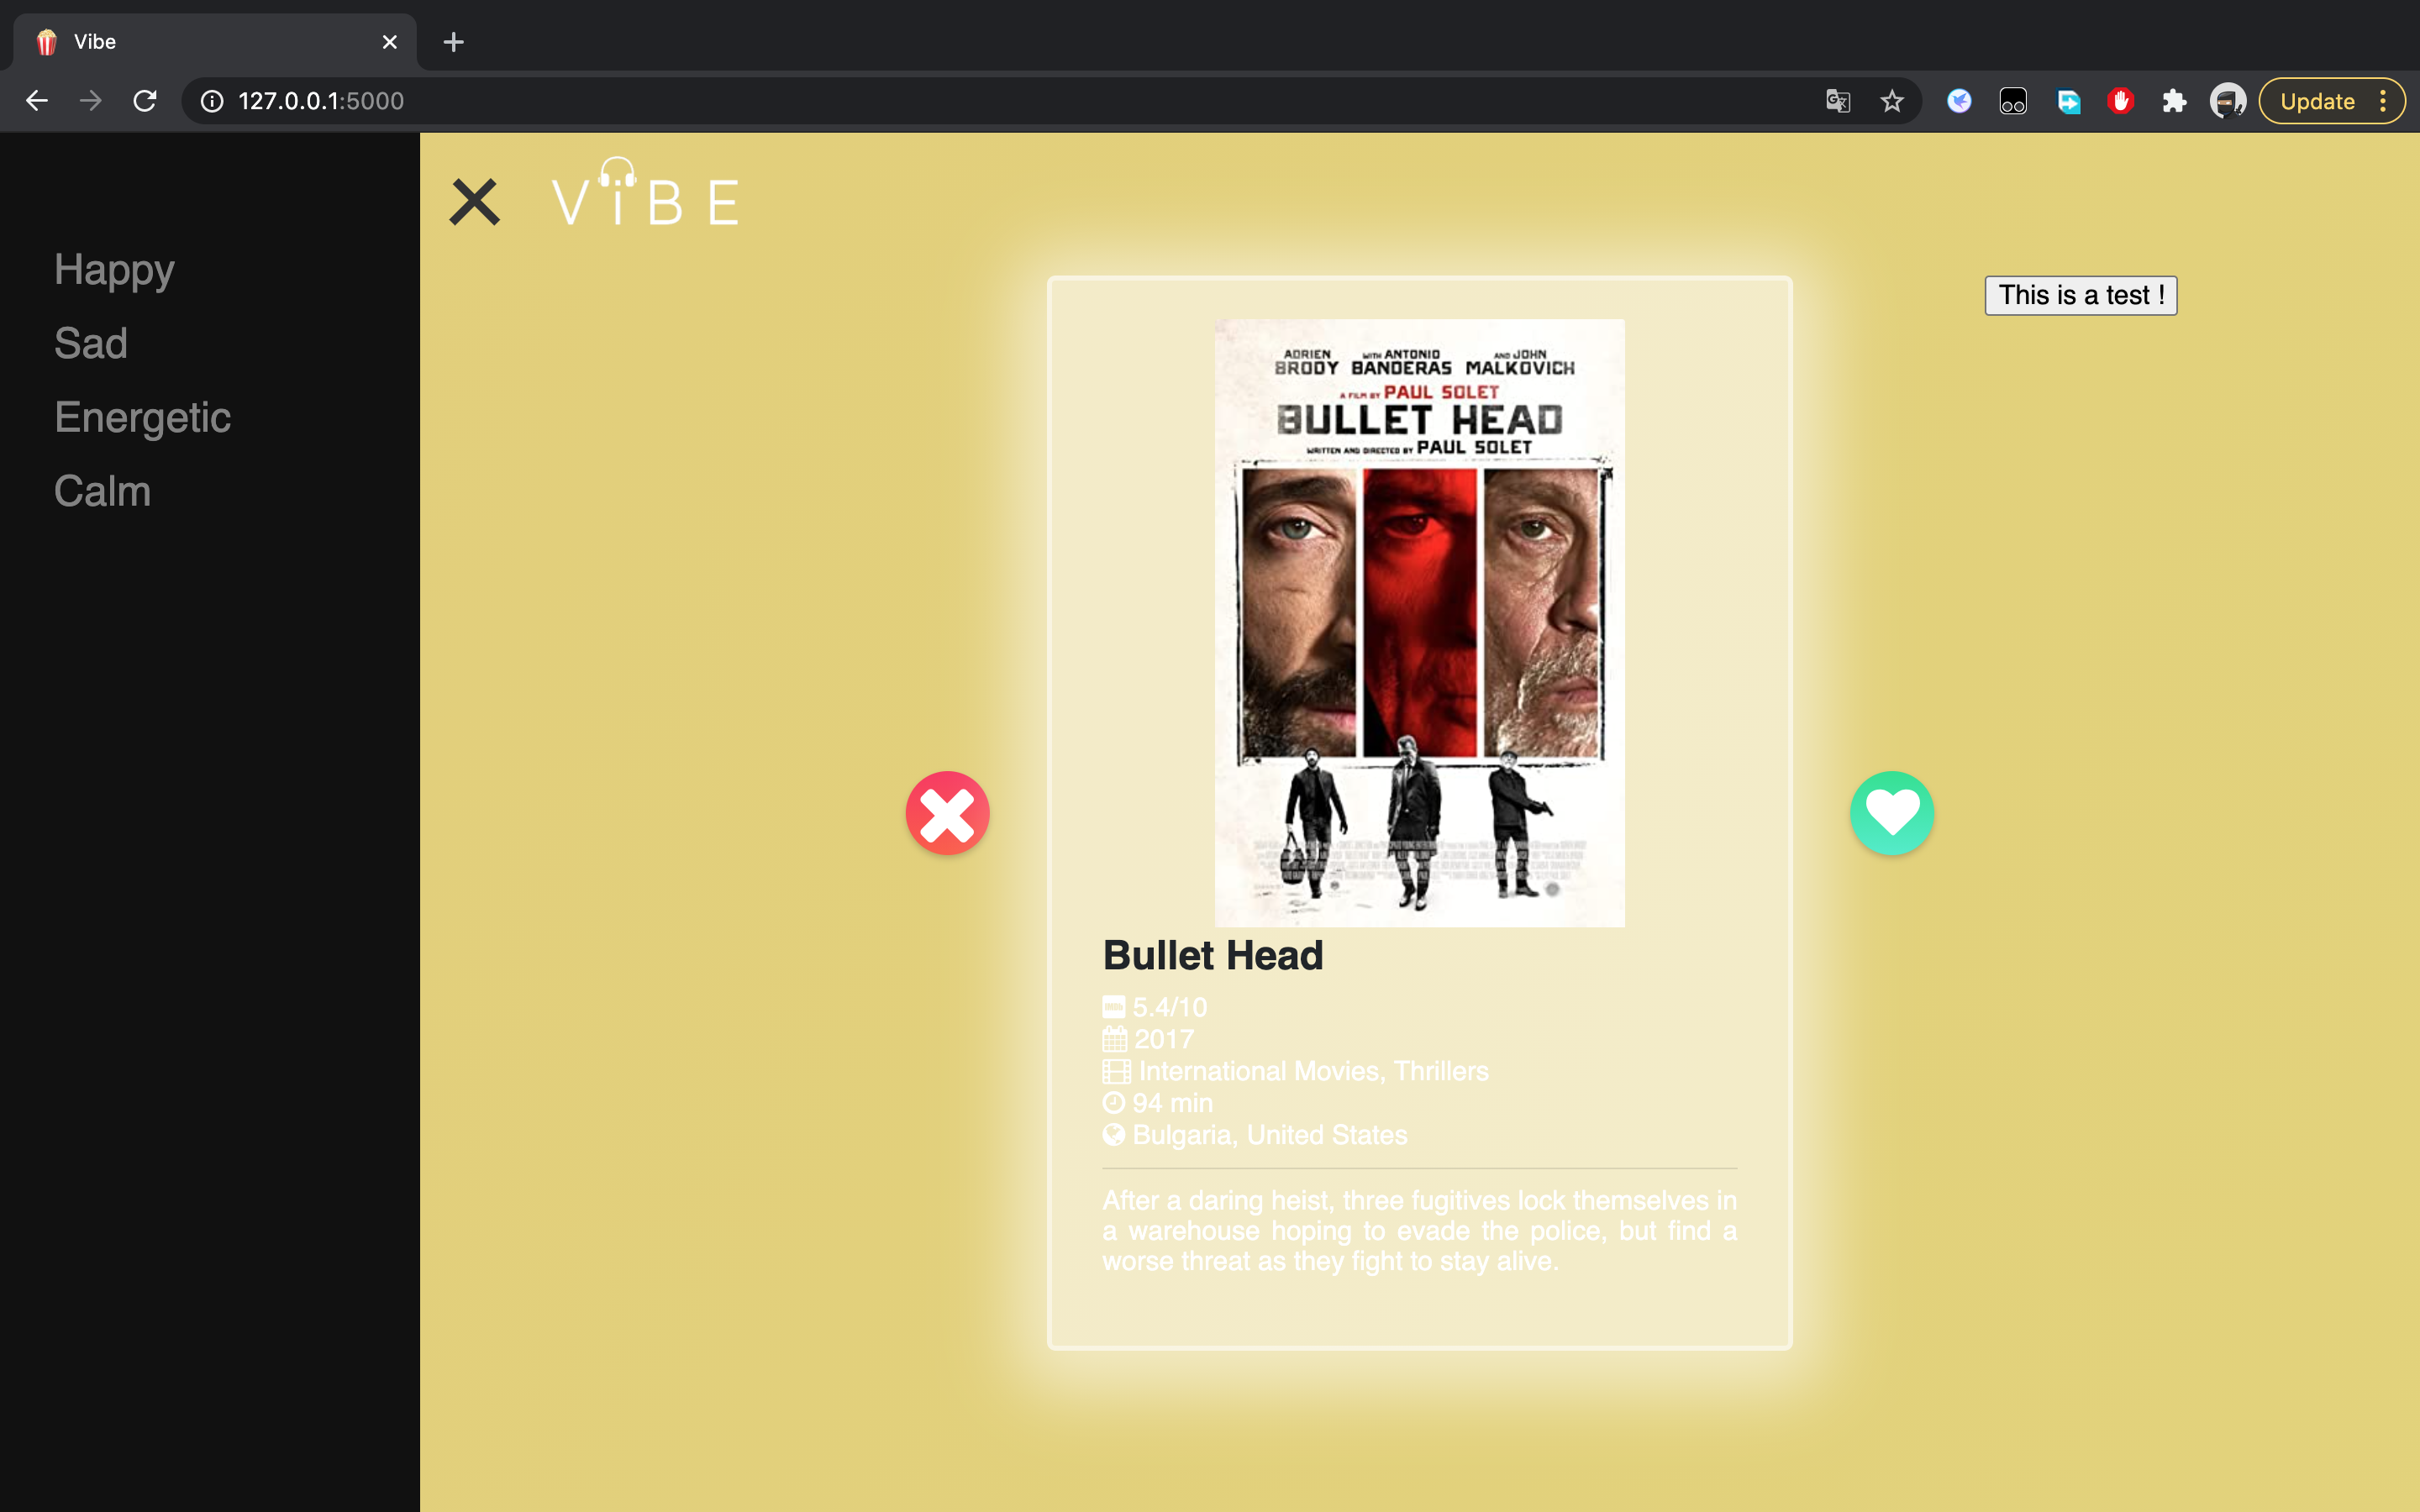 Vibe
127.0.0.1:5000
Update
ViBE
Happy
Sad
Energetic
Calm
This is a test !
ADRIEN BRODY WITH ANTONIO BANDERAS AND JOHN MALKOVICH
A FILM BY PAUL SOLET
BULLET HEAD
WRITTEN AND DIRECTED BY PAUL SOLET
Bullet Head
5.4/10
2017
International Movies, Thrillers
94 min
Bulgaria, United States
After a daring heist, three fugitives lock themselves in
a warehouse hoping to evade the police, but find a
worse threat as they fight to stay alive.